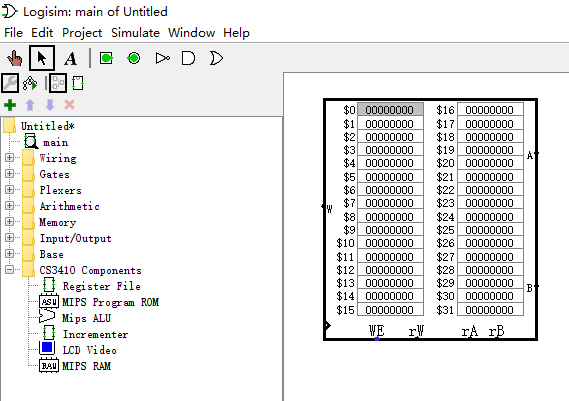 Logisim: main of Untitled
File Edit Project Simulate Window Help
A
Untitled*
main
Wiring
Gates
Plexers
Arithmetic
Memory
Input/Output
Base
CS3410 Components
Register File
ASM MIPS Program ROM
Mips ALU
Incrementer
LCD Video
RAM MIPS RAM
$0 00000000 $16 00000000
$1 00000000 $17 00000000
$2 00000000 $18 00000000
$3 00000000 $19 00000000
$4 00000000 $20 00000000
$5 00000000 $21 00000000
$6 00000000 $22 00000000
$7 00000000 $23 00000000
$8 00000000 $24 00000000
$9 00000000 $25 00000000
$10 00000000 $26 00000000
$11 00000000 $27 00000000
$12 00000000 $28 00000000
$13 00000000 $29 00000000
$14 00000000 $30 00000000
$15 00000000 $31 00000000
A
W
B
WE rW rA rB